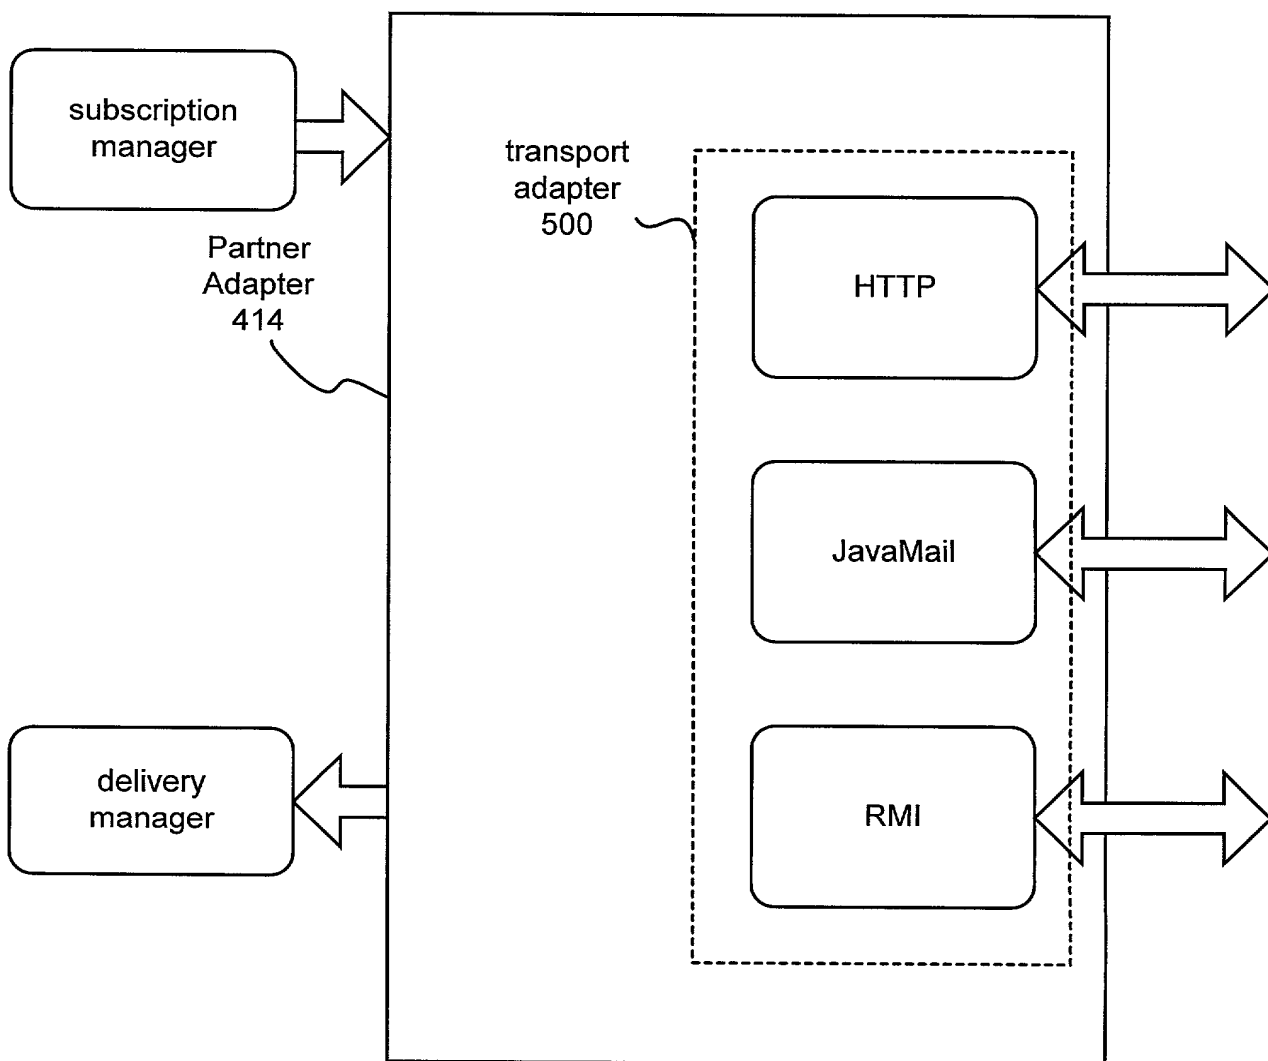 subscription
manager
transport
adapter
500
Partner
Adapter
414
HTTP
JavaMail
delivery
manager
RMI